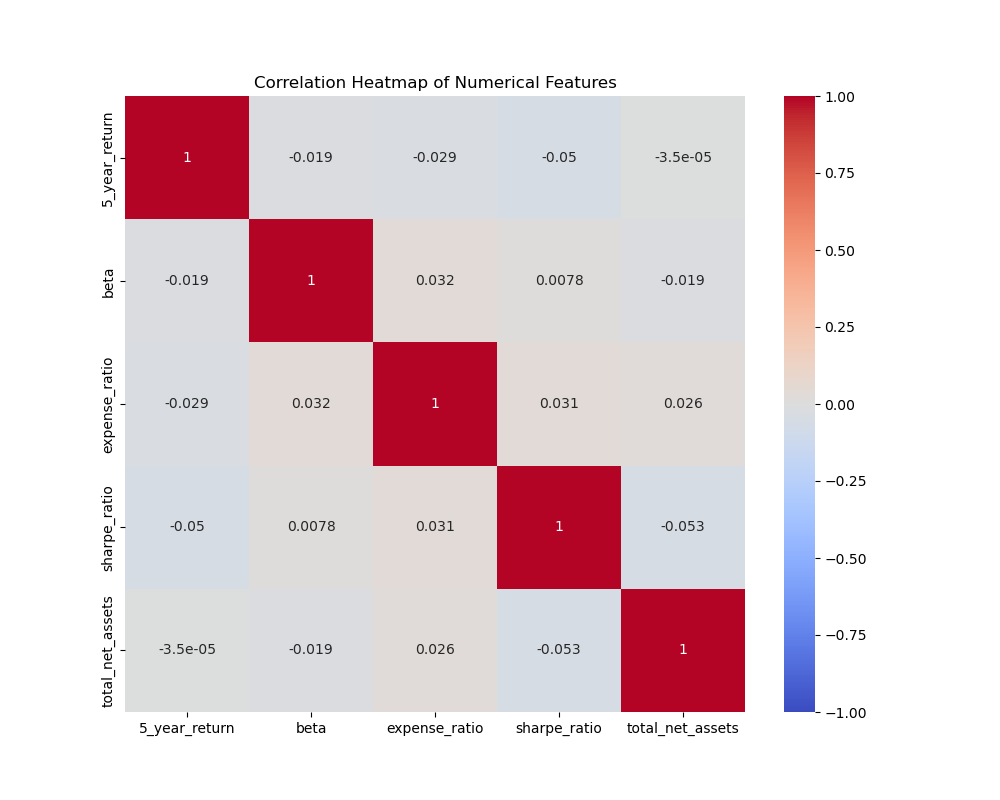 Correlation Heatmap of Numerical Features
5_year_return
1
-0.019
-0.029
-0.05
-3.5e-05
beta
-0.019
1
0.032
0.0078
-0.019
expense_ratio
-0.029
0.032
1
0.031
0.026
sharpe_ratio
-0.05
0.0078
0.031
1
-0.053
total_net_assets
-3.5e-05
-0.019
0.026
-0.053
1
5_year_return
beta
expense_ratio
sharpe_ratio
total_net_assets
1.00
0.75
0.50
0.25
0.00
−0.25
−0.50
−0.75
−1.00